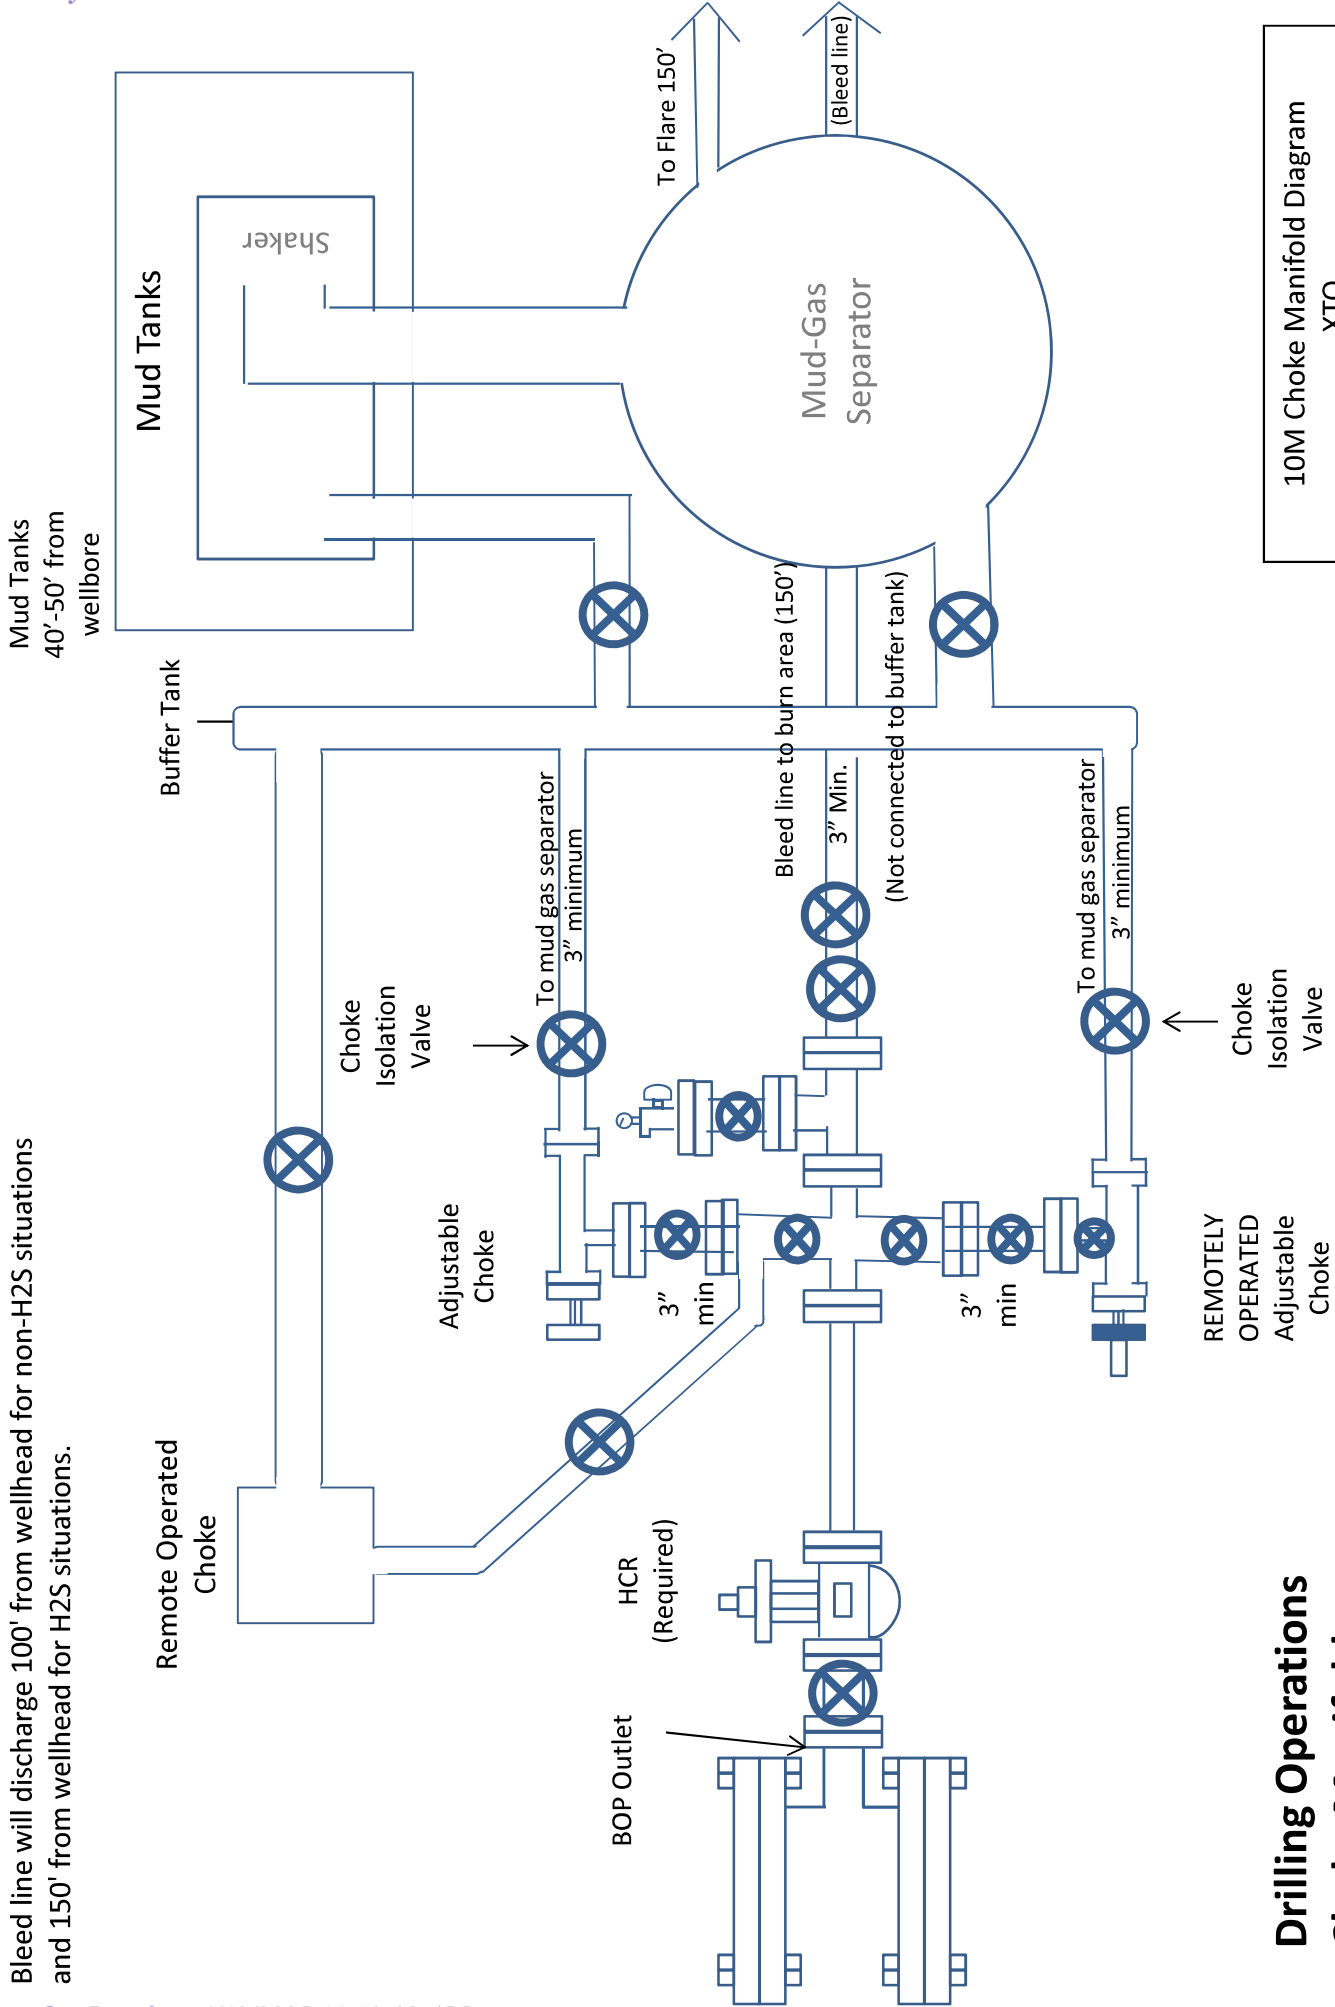 Bleed line will discharge 100' from wellhead for non-H2S situations
and 150' from wellhead for H2S situations.
Mud Tanks
40’-50’ from
wellbore
Mud Tanks
Shaker
Buffer Tank
Remote Operated
Choke
Choke
Isolation
Valve
Adjustable
Choke
To mud gas separator
3” minimum
To Flare 150’
(Bleed line)
Mud-Gas
Separator
HCR
(Required)
BOP Outlet
3”
min
Bleed line to burn area (150’)
3” Min.
(Not connected to buffer tank)
3”
min
To mud gas separator
3” minimum
REMOTELY
OPERATED
Adjustable
Choke
Choke
Isolation
Valve
Drilling Operations
10M Choke Manifold Diagram
XTO